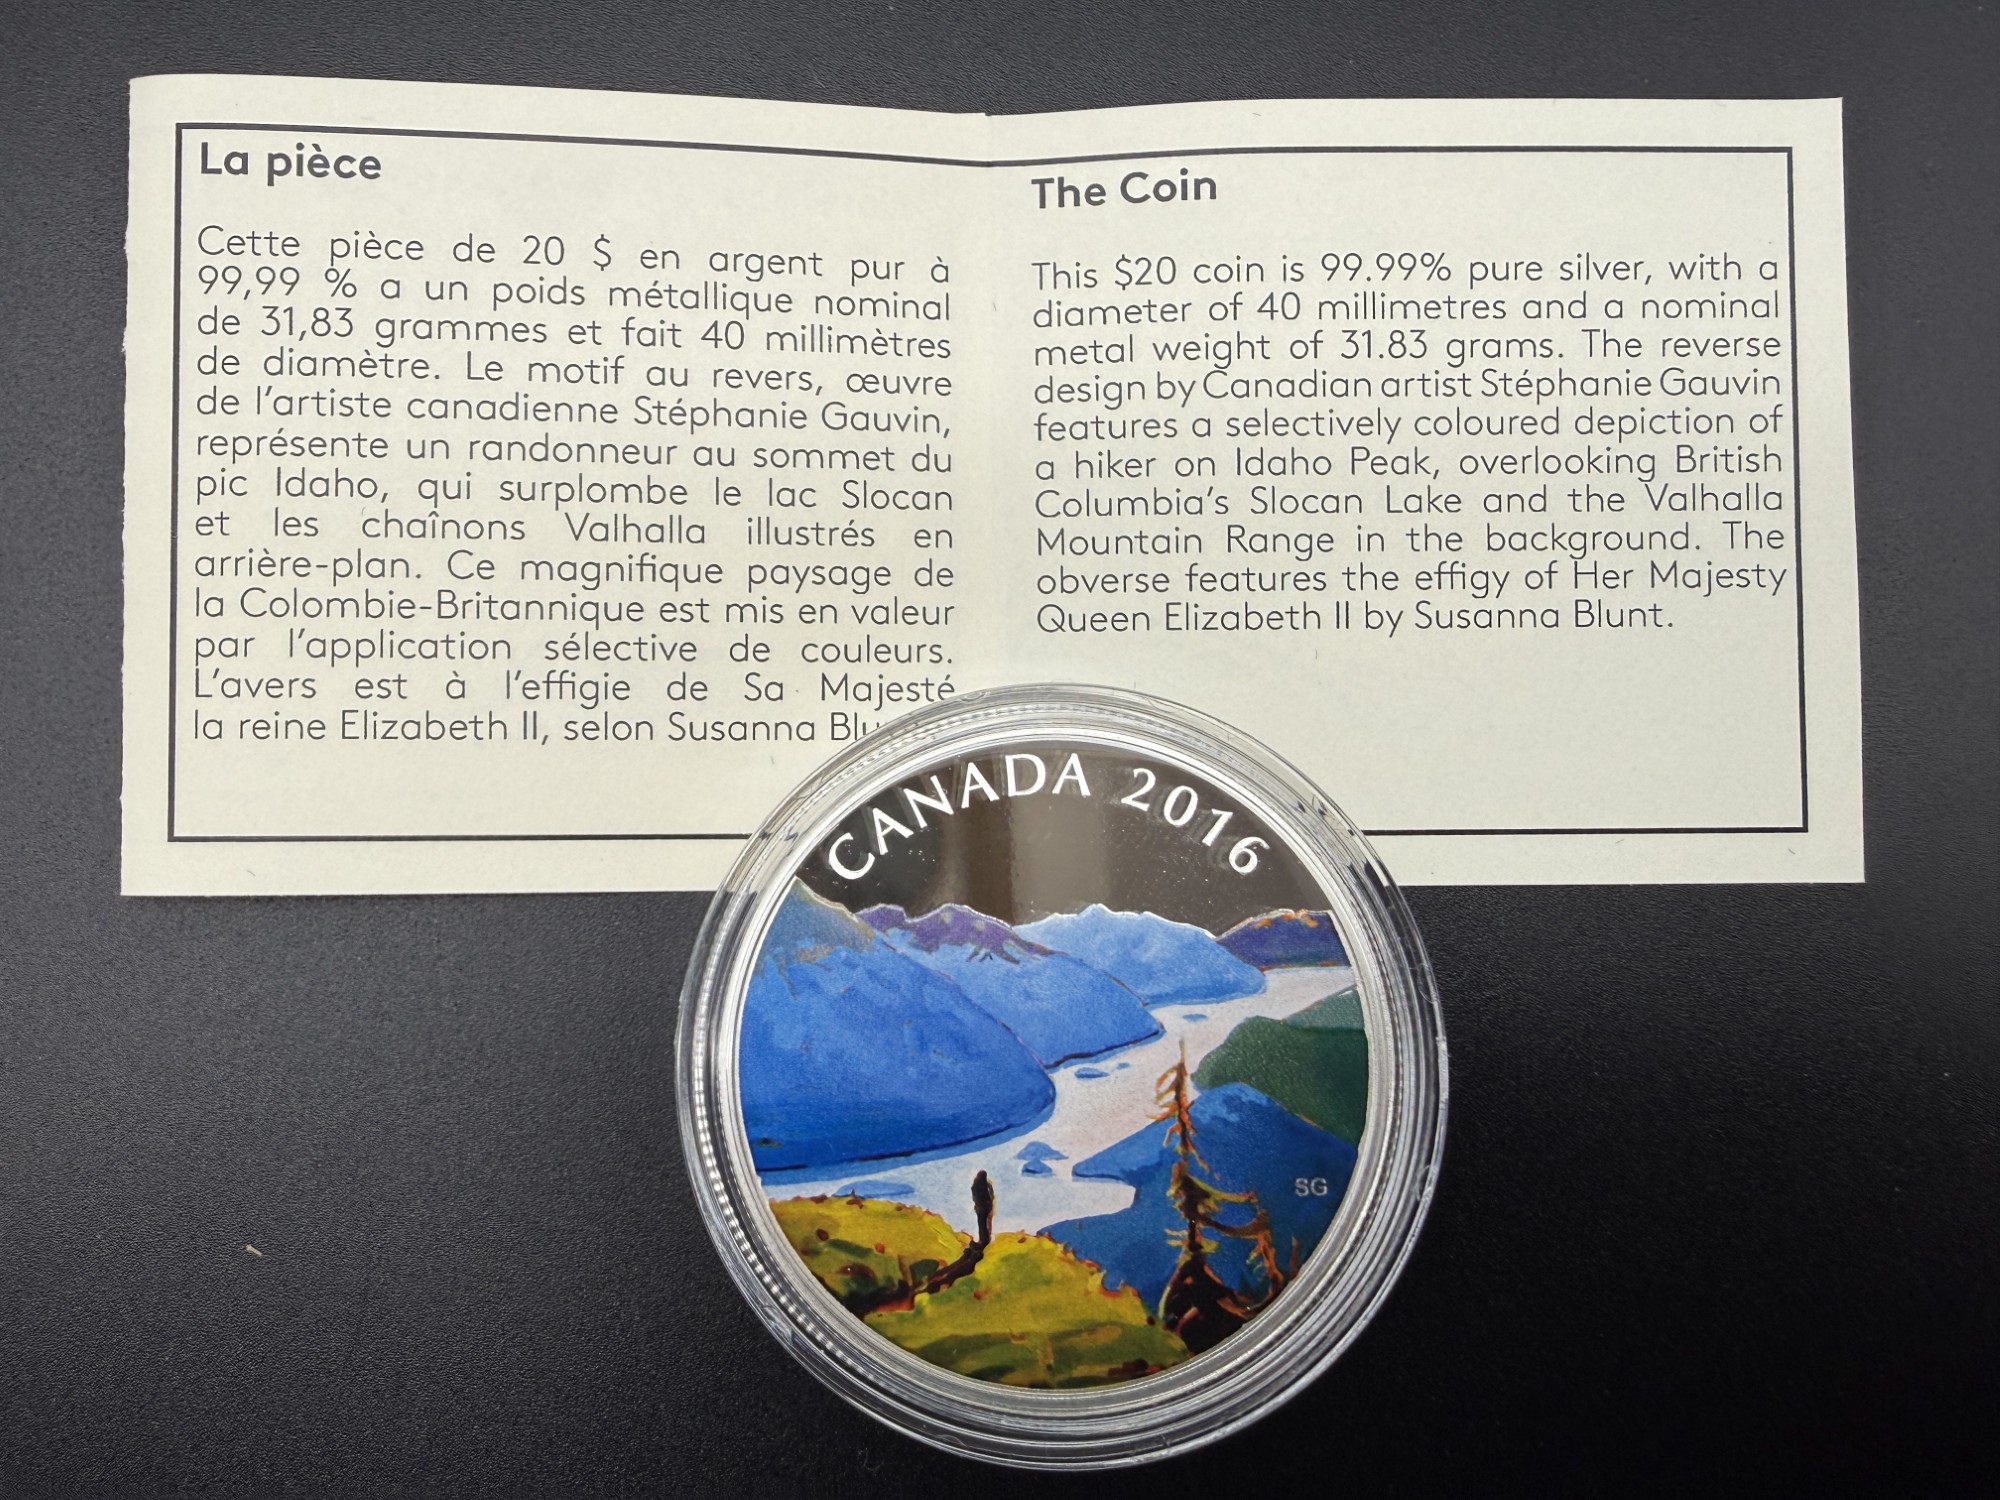 La pièce
Cette pièce de 20 $ en argent pur à
99,99 % a un poids métallique nominal
de 31,83 grammes et fait 40 millimètres
de diamètre. Le motif au revers, œuvre
de l'artiste canadienne Stéphanie Gauvin,
représente un randonneur au sommet du
pic Idaho, qui surplombe le lac Slocan
et les chaînons Valhalla illustrés en
arrière-plan. Ce magnifique paysage de
la Colombie-Britannique est mis en valeur
par l'application sélective de couleurs.
L'avers est à l'effigie de Sa Majesté
la reine Elizabeth II, selon Susanna
The Coin
This $20 coin is 99.99% pure silver, with a
diameter of 40 millimetres and a nominal
metal weight of 31.83 grams. The reverse
design by Canadian artist Stéphanie Gauvin
features a selectively coloured depiction of
a hiker on Idaho Peak, overlooking British
Columbia's Slocan Lake and the Valhalla
Mountain Range in the background. The
obverse features the effigy of Her Majesty
Queen Elizabeth II by Susanna Blunt.
CANADA 2016
SG